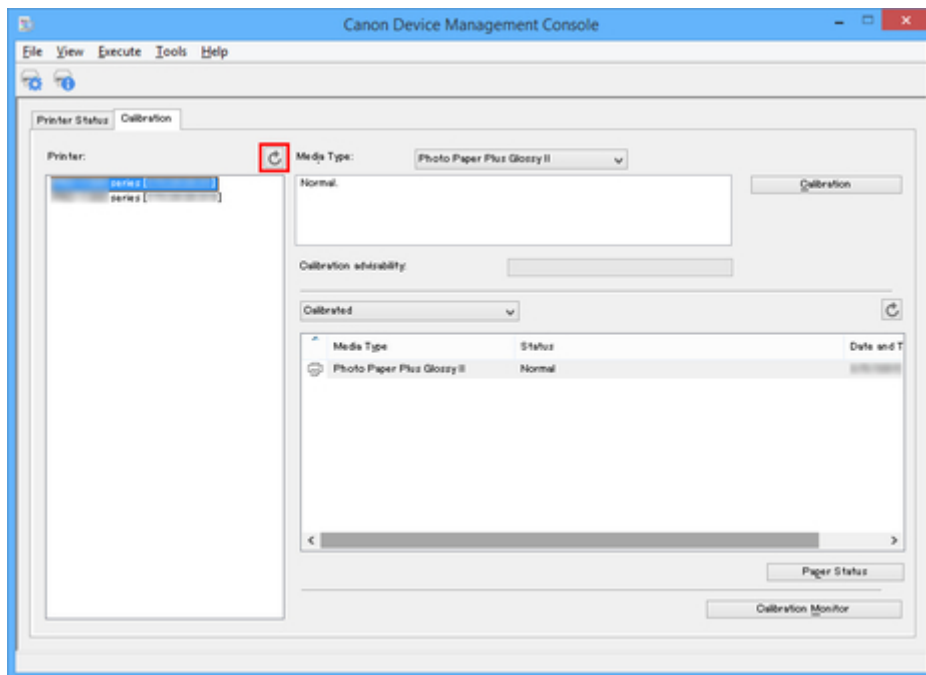 Canon Device Management Console
File View Execute Tools Help
Printer Status Calibration
Printer: Media Type: Photo Paper Plus Glossy II
series [ ] Normal. Calibration
series [ ]
Calibration advisability:
Calibrated
Media Type Status Date and T
Photo Paper Plus Glossy II Normal
Paper Status
Calibration Monitor